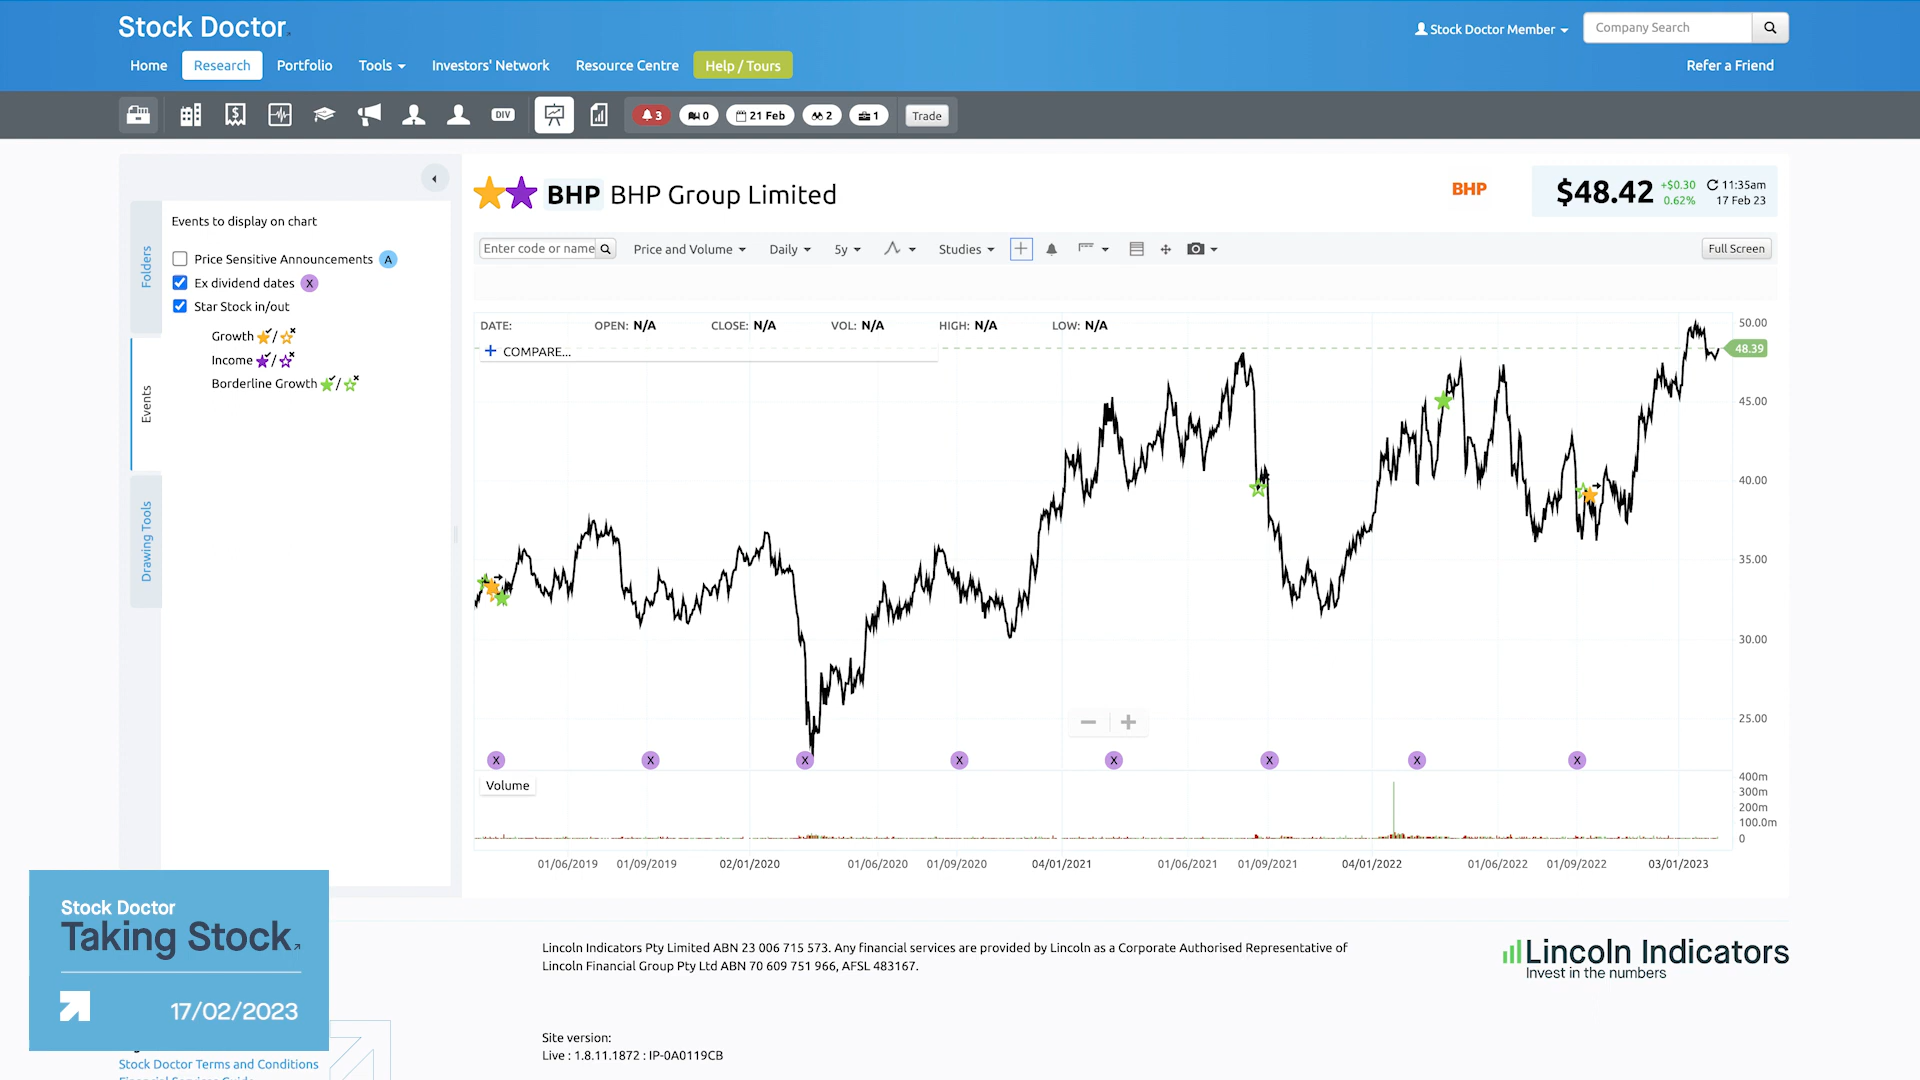 Stock Doctor
Stock Doctor Member
Company Search
Home
Research
Portfolio
Tools
Investors' Network
Resource Centre
Help / Tours
Refer a Friend
DIV
3
0
21 Feb
2
1
Trade
BHP BHP Group Limited
BHP
$48.42
+$0.30
0.62%
11:35am
17 Feb 23
Folders
Events
Drawing Tools
Events to display on chart
Price Sensitive Announcements A
Ex dividend dates X
Star Stock in/out
Growth /
Income /
Borderline Growth /
Enter code or name
Price and Volume
Daily
5y
Studies
Full Screen
DATE: OPEN: N/A CLOSE: N/A VOL: N/A HIGH: N/A LOW: N/A
+ COMPARE...
50.00
48.39
45.00
40.00
35.00
30.00
25.00
X X X X X X X X
Volume
400m
300m
200m
100.0m
0
01/06/2019 01/09/2019 02/01/2020 01/06/2020 01/09/2020 04/01/2021 01/06/2021 01/09/2021 04/01/2022 01/06/2022 01/09/2022 03/01/2023
Stock Doctor
Taking Stock
17/02/2023
Lincoln Indicators Pty Limited ABN 23 006 715 573. Any financial services are provided by Lincoln as a Corporate Authorised Representative of
Lincoln Financial Group Pty Ltd ABN 70 609 751 966, AFSL 483167.
Lincoln Indicators
Invest in the numbers
Site version:
Live : 1.8.11.1872 : IP-0A0119CB
Stock Doctor Terms and Conditions